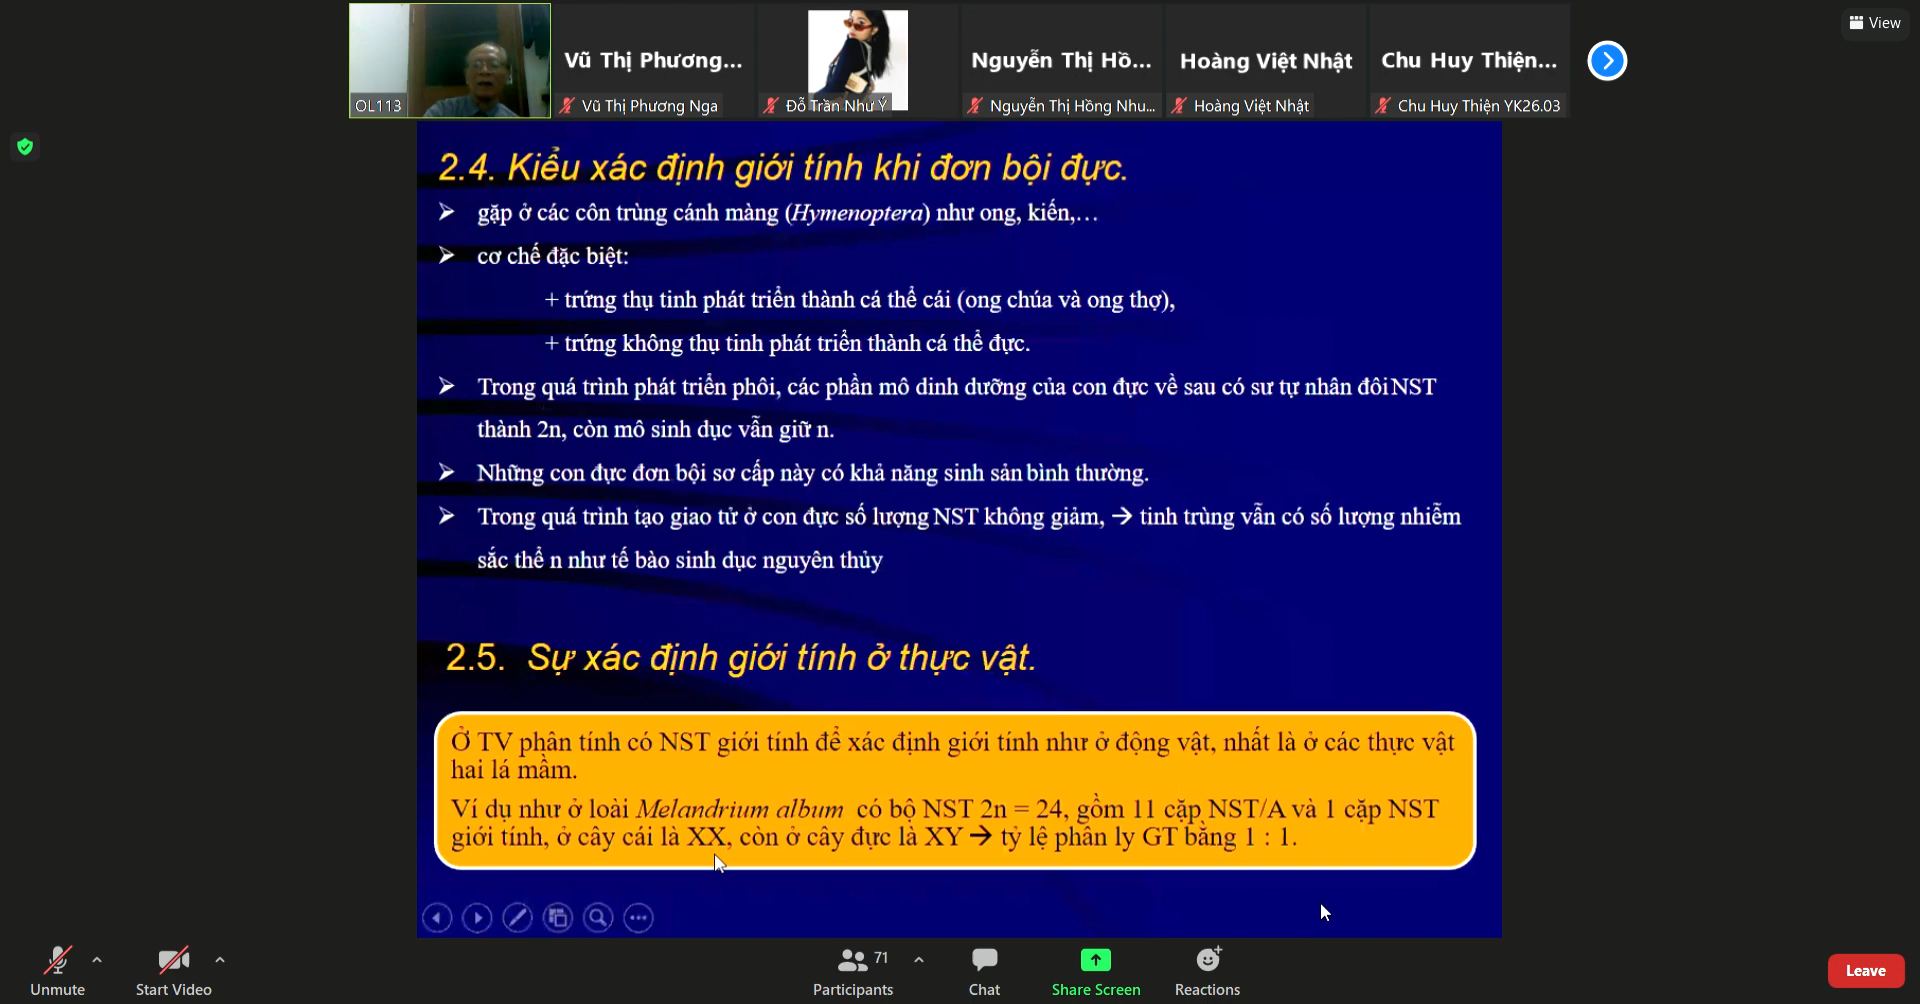 View
Vũ Thị Phương...
Nguyễn Thị Hồ...
Hoàng Việt Nhật
Chu Huy Thiện...
OL113
Vũ Thị Phương Nga
Đỗ Trần Như Ý
Nguyễn Thị Hồng Nhu...
Hoàng Việt Nhật
Chu Huy Thiện YK26.03
2.4. Kiểu xác định giới tính khi đơn bội đực.
gặp ở các côn trùng cánh màng (Hymenoptera) như ong, kiến,…
cơ chế đặc biệt:
+ trứng thụ tinh phát triển thành cá thể cái (ong chúa và ong thợ),
+ trứng không thụ tinh phát triển thành cá thể đực.
Trong quá trình phát triển phôi, các phần mô dinh dưỡng của con đực về sau có sư tự nhân đôi NST
thành 2n, còn mô sinh dục vẫn giữ n.
Những con đực đơn bội sơ cấp này có khả năng sinh sản bình thường.
Trong quá trình tạo giao tử ở con đực số lượng NST không giảm, → tinh trùng vẫn có số lượng nhiễm
sắc thể n như tế bào sinh dục nguyên thủy
2.5. Sự xác định giới tính ở thực vật.
Ở TV phân tính có NST giới tính để xác định giới tính như ở động vật, nhất là ở các thực vật
hai lá mầm.
Ví dụ như ở loài Melandrium album có bộ NST 2n = 24, gồm 11 cặp NST/A và 1 cặp NST
giới tính, ở cây cái là XX, còn ở cây đực là XY → tỷ lệ phân ly GT bằng 1 : 1.
Unmute
Start Video
71
Participants
Chat
Share Screen
Reactions
Leave